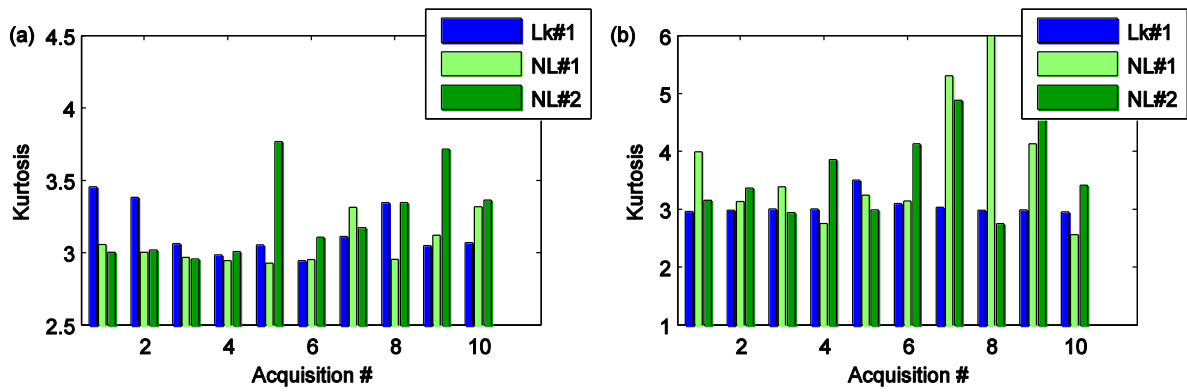 (a)
Kurtosis
4.5
4
3.5
3
2.5
2 4 6 8 10
Acquisition #
Lk#1
NL#1
NL#2
(b)
Kurtosis
6
5
4
3
2
1
2 4 6 8 10
Acquisition #
Lk#1
NL#1
NL#2